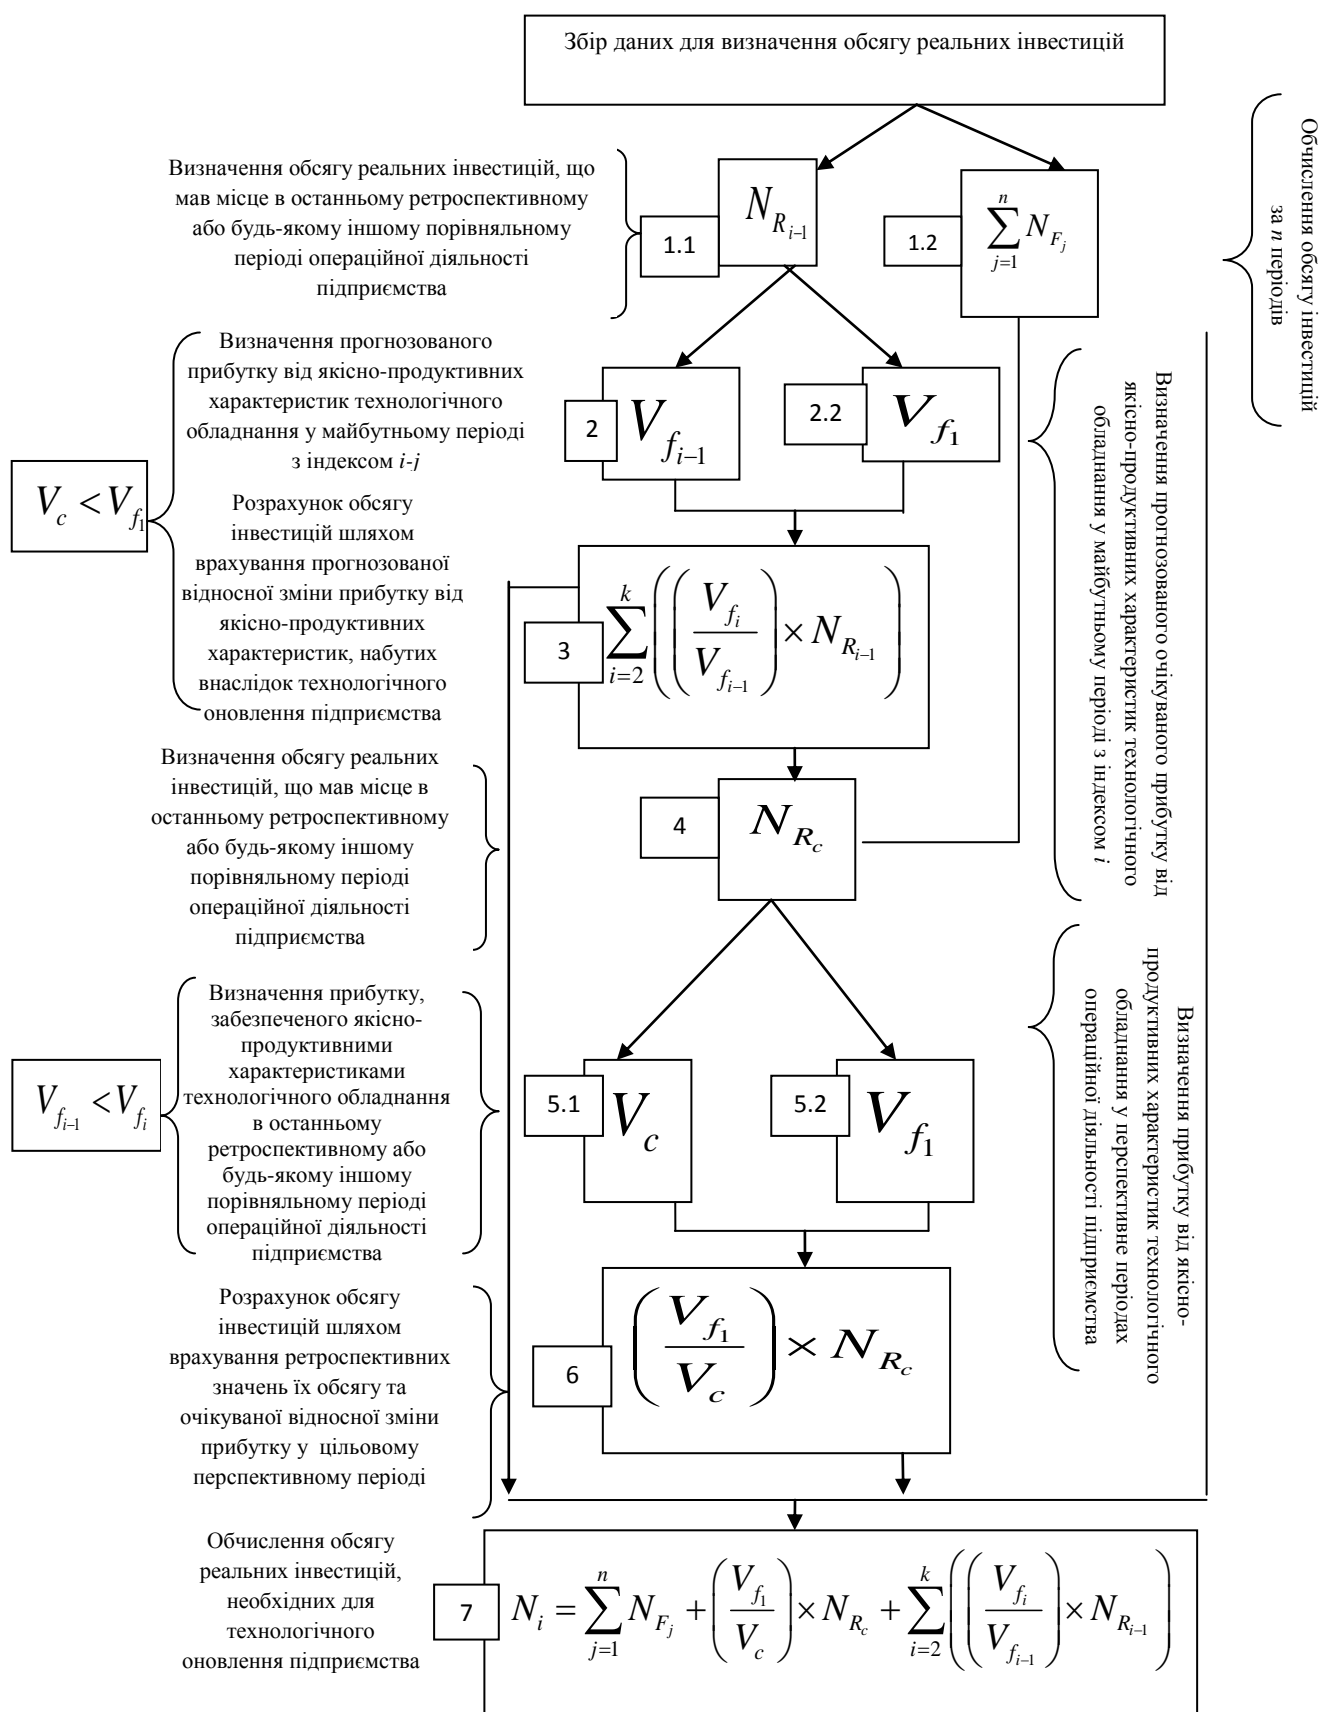 Збір даних для визначення обсягу реальних інвестицій
Обчислення обсягу інвестицій
за n періодів
Визначення обсягу реальних інвестицій, що
мав місце в останньому ретроспективному
або будь-якому іншому порівняльному
періоді операційної діяльності
підприємства
1.1
N_{R_{i-1}}
1.2
\sum_{j=1}^{n} N_{F_j}
Визначення прогнозованого
прибутку від якісно-продуктивних
характеристик технологічного
обладнання у майбутньому періоді
з індексом i-j
2
V_{f_{i-1}}
2.2
V_{f_1}
Визначення прогнозованого очікуваного прибутку від
якісно-продуктивних характеристик технологічного
обладнання у майбутньому періоді з індексом i
V_c < V_{f_1}
Розрахунок обсягу
інвестицій шляхом
врахування прогнозованої
відносної зміни прибутку від
якісно-продуктивних
характеристик, набутих
внаслідок технологічного
оновлення підприємства
3
\sum_{i=2}^{k} \left( \left( \frac{V_{f_i}}{V_{f_{i-1}}} \right) \times N_{R_{i-1}} \right)
Визначення обсягу реальних
інвестицій, що мав місце в
останньому ретроспективному
або будь-якому іншому
порівняльному періоді
операційної діяльності
підприємства
4
N_{R_c}
Визначення прибутку від якісно-
продуктивних характеристик технологічного
обладнання у перспективне періодах
операційної діяльності підприємства
V_{f_{i-1}} < V_{f_i}
Визначення прибутку,
забезпеченого якісно-
продуктивними
характеристиками
технологічного обладнання
в останньому
ретроспективному або
будь-якому іншому
порівняльному періоді
операційної діяльності
підприємства
5.1
V_c
5.2
V_{f_1}
Розрахунок обсягу
інвестицій шляхом
врахування ретроспективних
значень їх обсягу та
очікуваної відносної зміни
прибутку у цільовому
перспективному періоді
6
\left( \frac{V_{f_1}}{V_c} \right) \times N_{R_c}
Обчислення обсягу
реальних інвестицій,
необхідних для
технологічного
оновлення підприємства
7
N_i = \sum_{j=1}^{n} N_{F_j} + \left( \frac{V_{f_1}}{V_c} \right) \times N_{R_c} + \sum_{i=2}^{k} \left( \left( \frac{V_{f_i}}{V_{f_{i-1}}} \right) \times N_{R_{i-1}} \right)